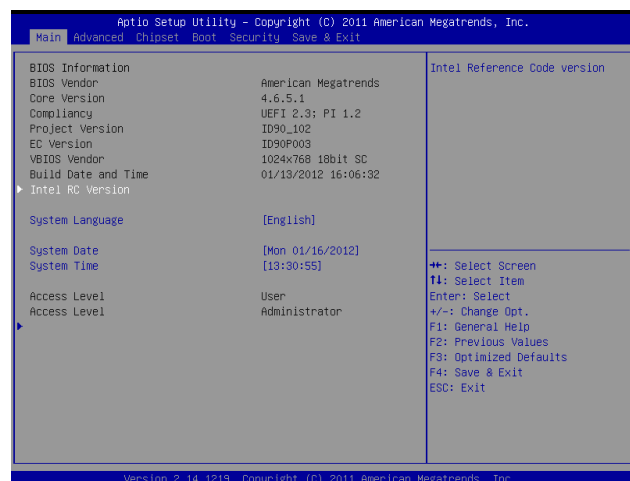 Aptio Setup Utility – Copyright (C) 2011 American Megatrends, Inc.
Main Advanced Chipset Boot Security Save & Exit
BIOS Information
BIOS Vendor American Megatrends
Core Version 4.6.5.1
Compliancy UEFI 2.3; PI 1.2
Project Version ID90_102
EC Version ID90P003
VBIOS Vendor 1024x768 18bit SC
Build Date and Time 01/13/2012 16:06:32
Intel RC Version
System Language [English]
System Date [Mon 01/16/2012]
System Time [13:30:55]
Access Level User
Access Level Administrator
Intel Reference Code version
→←: Select Screen
↑↓: Select Item
Enter: Select
+/-: Change Opt.
F1: General Help
F2: Previous Values
F3: Optimized Defaults
F4: Save & Exit
ESC: Exit
Version 2.14.1219. Copyright (C) 2011 American Megatrends, Inc.